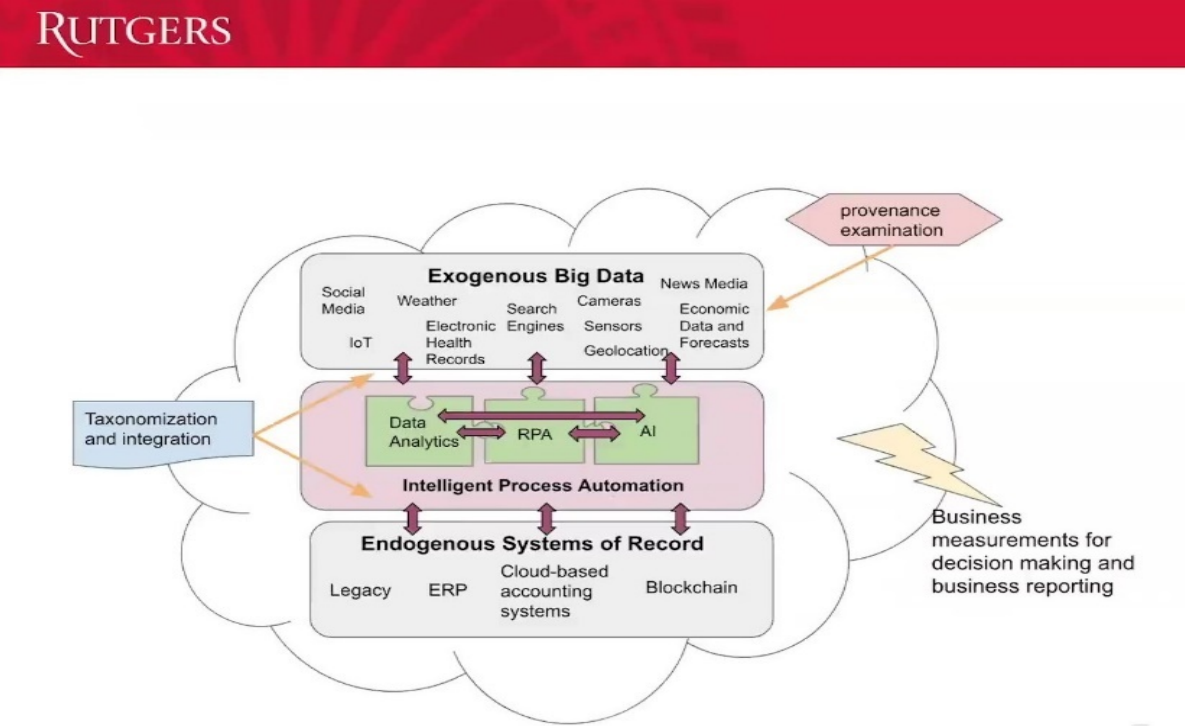 RUTGERS
provenance
examination
Exogenous Big Data
Social
Media
Weather
Search
Engines
Cameras
News Media
IoT
Electronic
Health
Records
Sensors
Geolocation
Economic
Data and
Forecasts
Taxonomization
and integration
Data
Analytics
RPA
AI
Intelligent Process Automation
Endogenous Systems of Record
Legacy
ERP
Cloud-based
accounting
systems
Blockchain
Business
measurements for
decision making and
business reporting